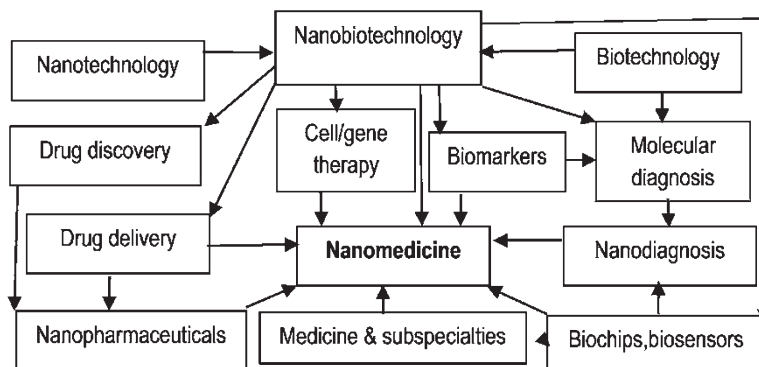 Nanobiotechnology
Nanotechnology
Biotechnology
Drug discovery
Cell/gene
therapy
Biomarkers
Molecular
diagnosis
Drug delivery
Nanomedicine
Nanodiagnosis
Nanopharmaceuticals
Medicine & subspecialties
Biochips,biosensors